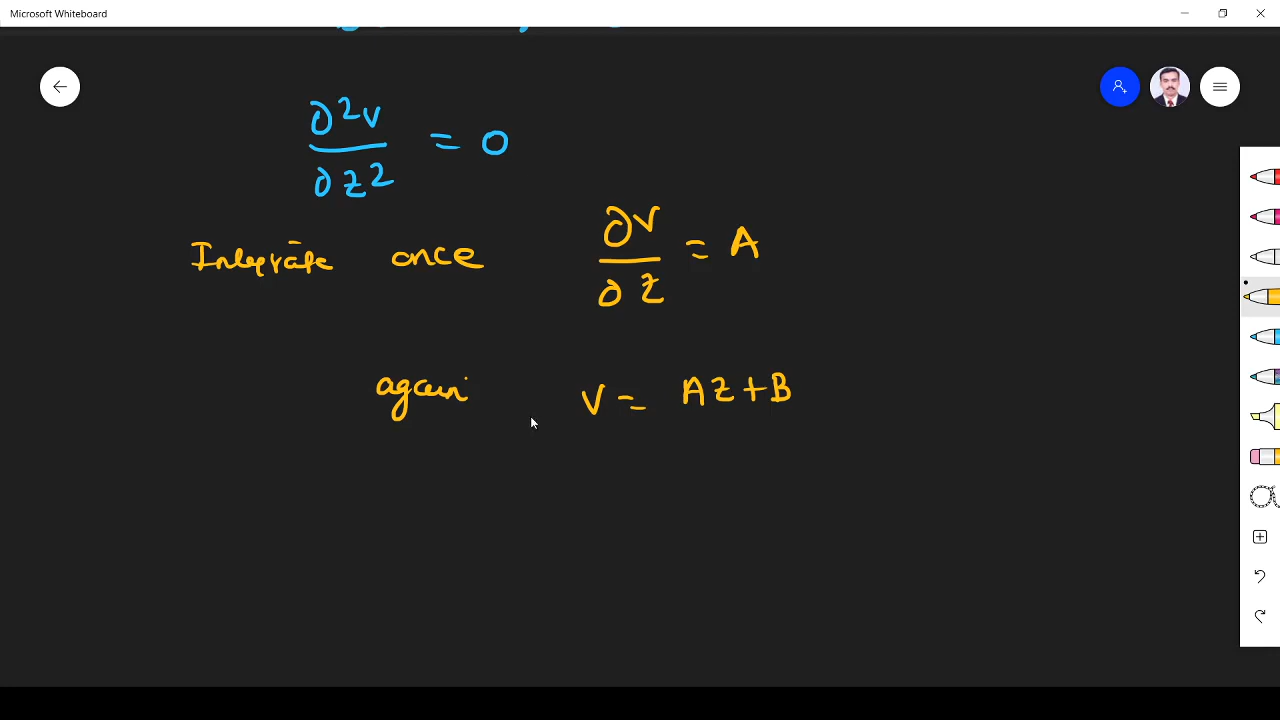 Microsoft Whiteboard
∂²V/∂z² = 0
Integrate once ∂V/∂z = A
again V = Az+B